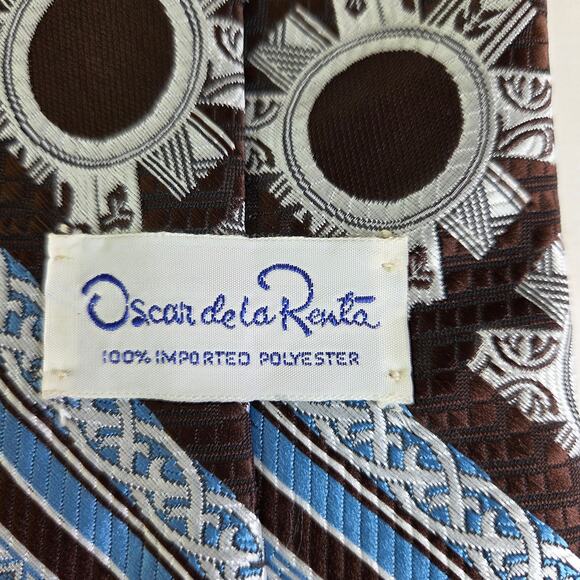 Oscar de la Renta
100% IMPORTED POLYESTER